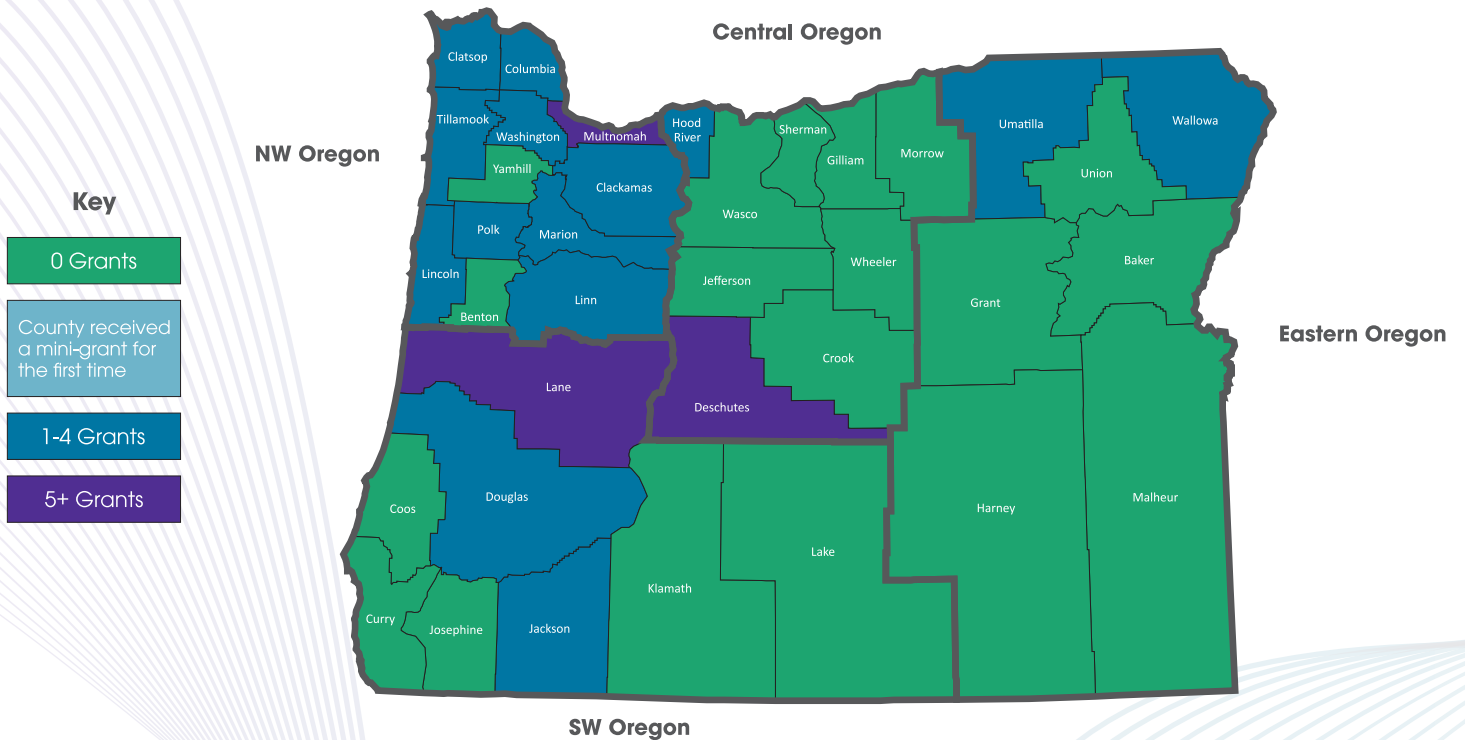 Central Oregon
NW Oregon
Eastern Oregon
SW Oregon
Key
0 Grants
County received
a mini-grant for
the first time
1-4 Grants
5+ Grants
Clatsop
Columbia
Tillamook
Washington
Multnomah
Hood
River
Sherman
Gilliam
Morrow
Umatilla
Wallowa
Yamhill
Clackamas
Union
Wasco
Polk
Marion
Lincoln
Jefferson
Wheeler
Baker
Linn
Grant
Benton
Crook
Lane
Deschutes
Douglas
Coos
Harney
Malheur
Lake
Klamath
Curry
Josephine
Jackson